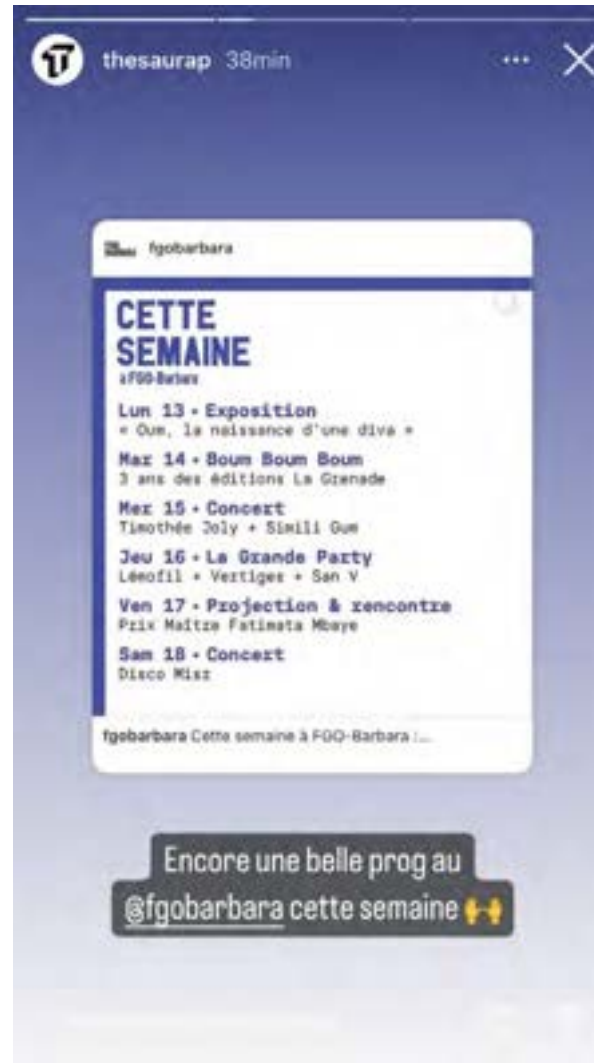 thesaurap 38min
fgobarbara
CETTE
SEMAINE
à FGO-Barbara
Lun 13 • Exposition
« Oum, la naissance d'une diva »
Mar 14 • Boum Boum Boum
3 ans des éditions La Grenade
Mer 15 • Concert
Timothée Joly + Simili Gum
Jeu 16 • La Grande Party
Lémofil + Vertiges + San V
Ven 17 • Projection & rencontre
Prix Maître Fatimata Mbaye
Sam 18 • Concert
Disco Misr
fgobarbara Cette semaine à FGO-Barbara :...
Encore une belle prog au
@fgobarbara cette semaine 🙌